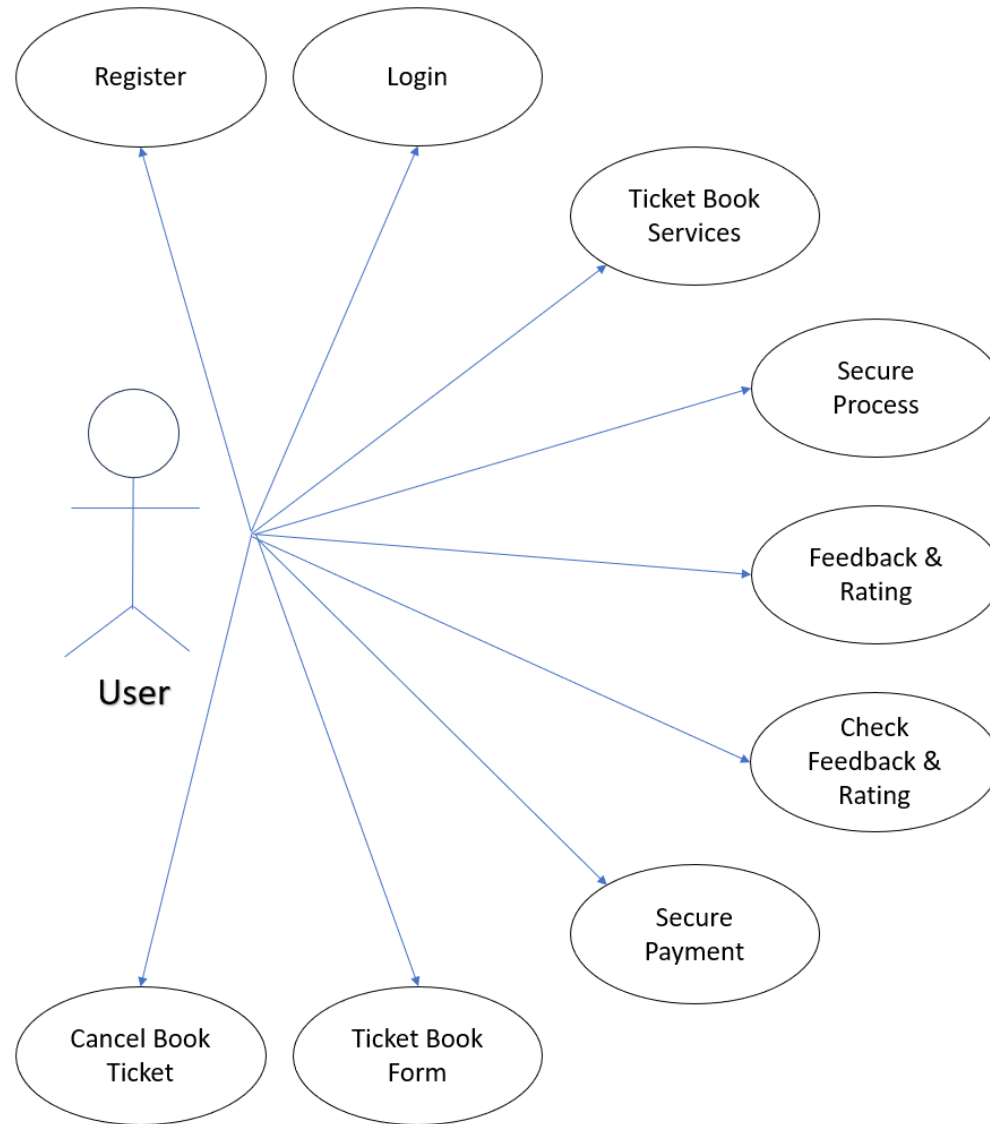 Register
Login
Ticket Book
Services
Secure
Process
Feedback &
Rating
User
Check
Feedback &
Rating
Secure
Payment
Cancel Book
Ticket
Ticket Book
Form